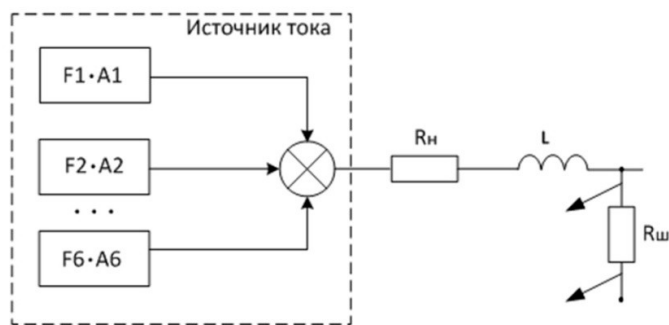 Источник тока
F1·A1
F2·A2
...
F6·A6
Rн
L
Rш